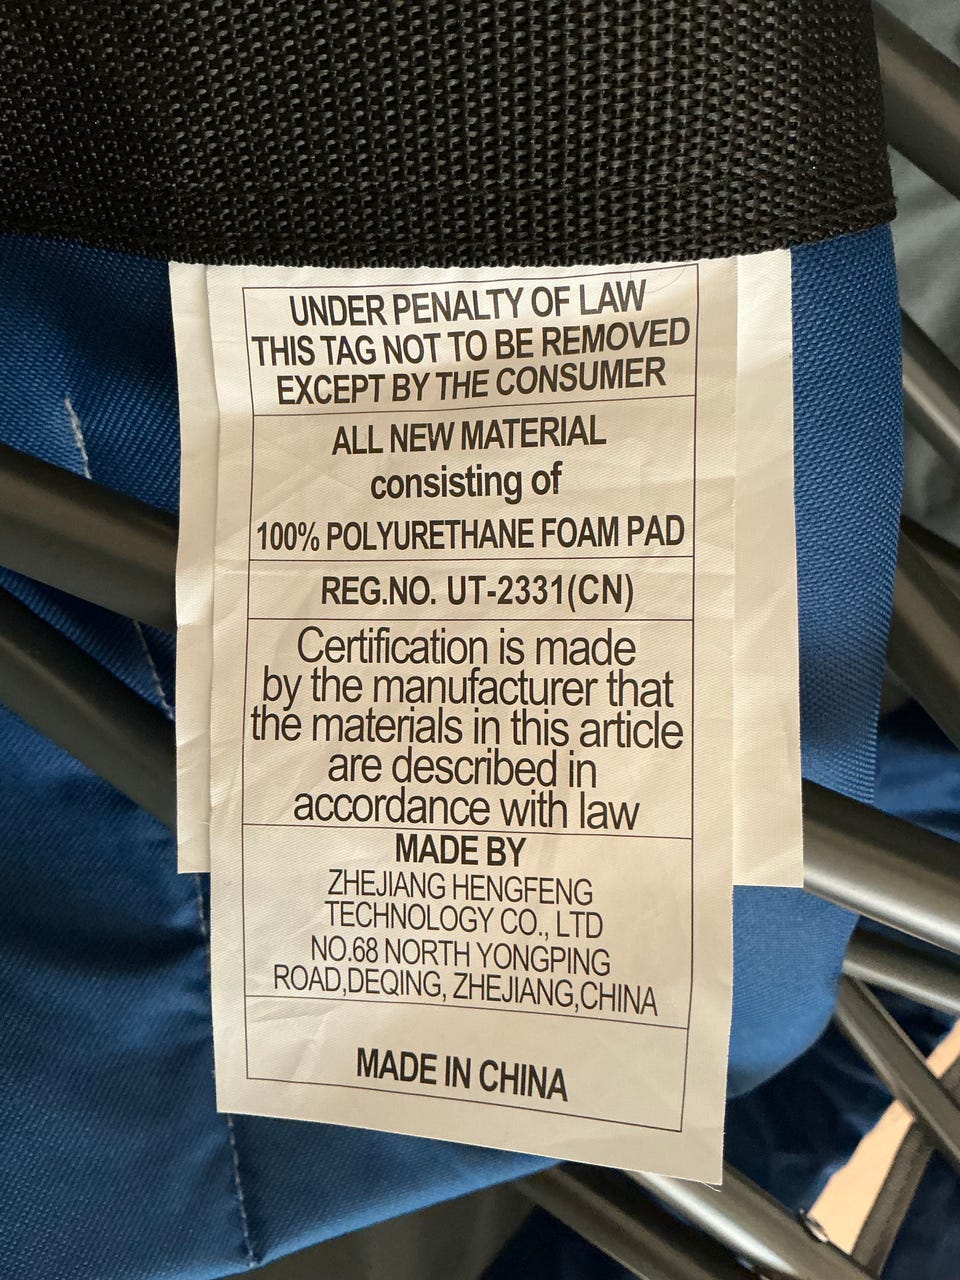 UNDER PENALTY OF LAW
THIS TAG NOT TO BE REMOVED
EXCEPT BY THE CONSUMER
ALL NEW MATERIAL
consisting of
100% POLYURETHANE FOAM PAD
REG.NO. UT-2331(CN)
Certification is made
by the manufacturer that
the materials in this article
are described in
accordance with law
MADE BY
ZHEJIANG HENGFENG
TECHNOLOGY CO., LTD
NO.68 NORTH YONGPING
ROAD,DEQING, ZHEJIANG,CHINA
MADE IN CHINA